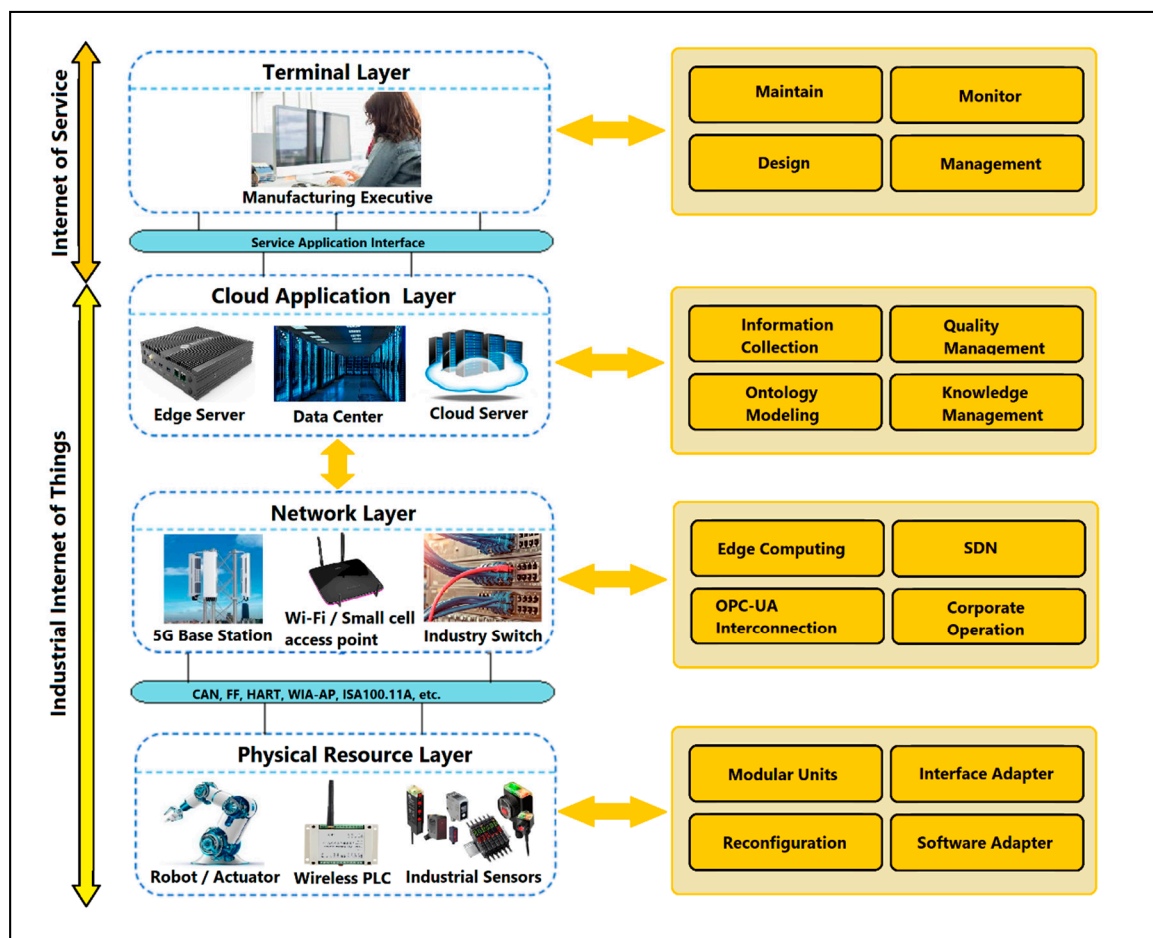 Internet of Service
Terminal Layer
Manufacturing Executive
Maintain
Monitor
Design
Management
Service Application Interface
Industrial Internet of Things
Cloud Application Layer
Edge Server
Data Center
Cloud Server
Information
Collection
Quality
Management
Ontology
Modeling
Knowledge
Management
Network Layer
5G Base Station
Wi-Fi / Small cell
access point
Industry Switch
Edge Computing
SDN
OPC-UA
Interconnection
Corporate
Operation
CAN, FF, HART, WIA-AP, ISA100.11A, etc.
Physical Resource Layer
Robot / Actuator
Wireless PLC
Industrial Sensors
Modular Units
Interface Adapter
Reconfiguration
Software Adapter